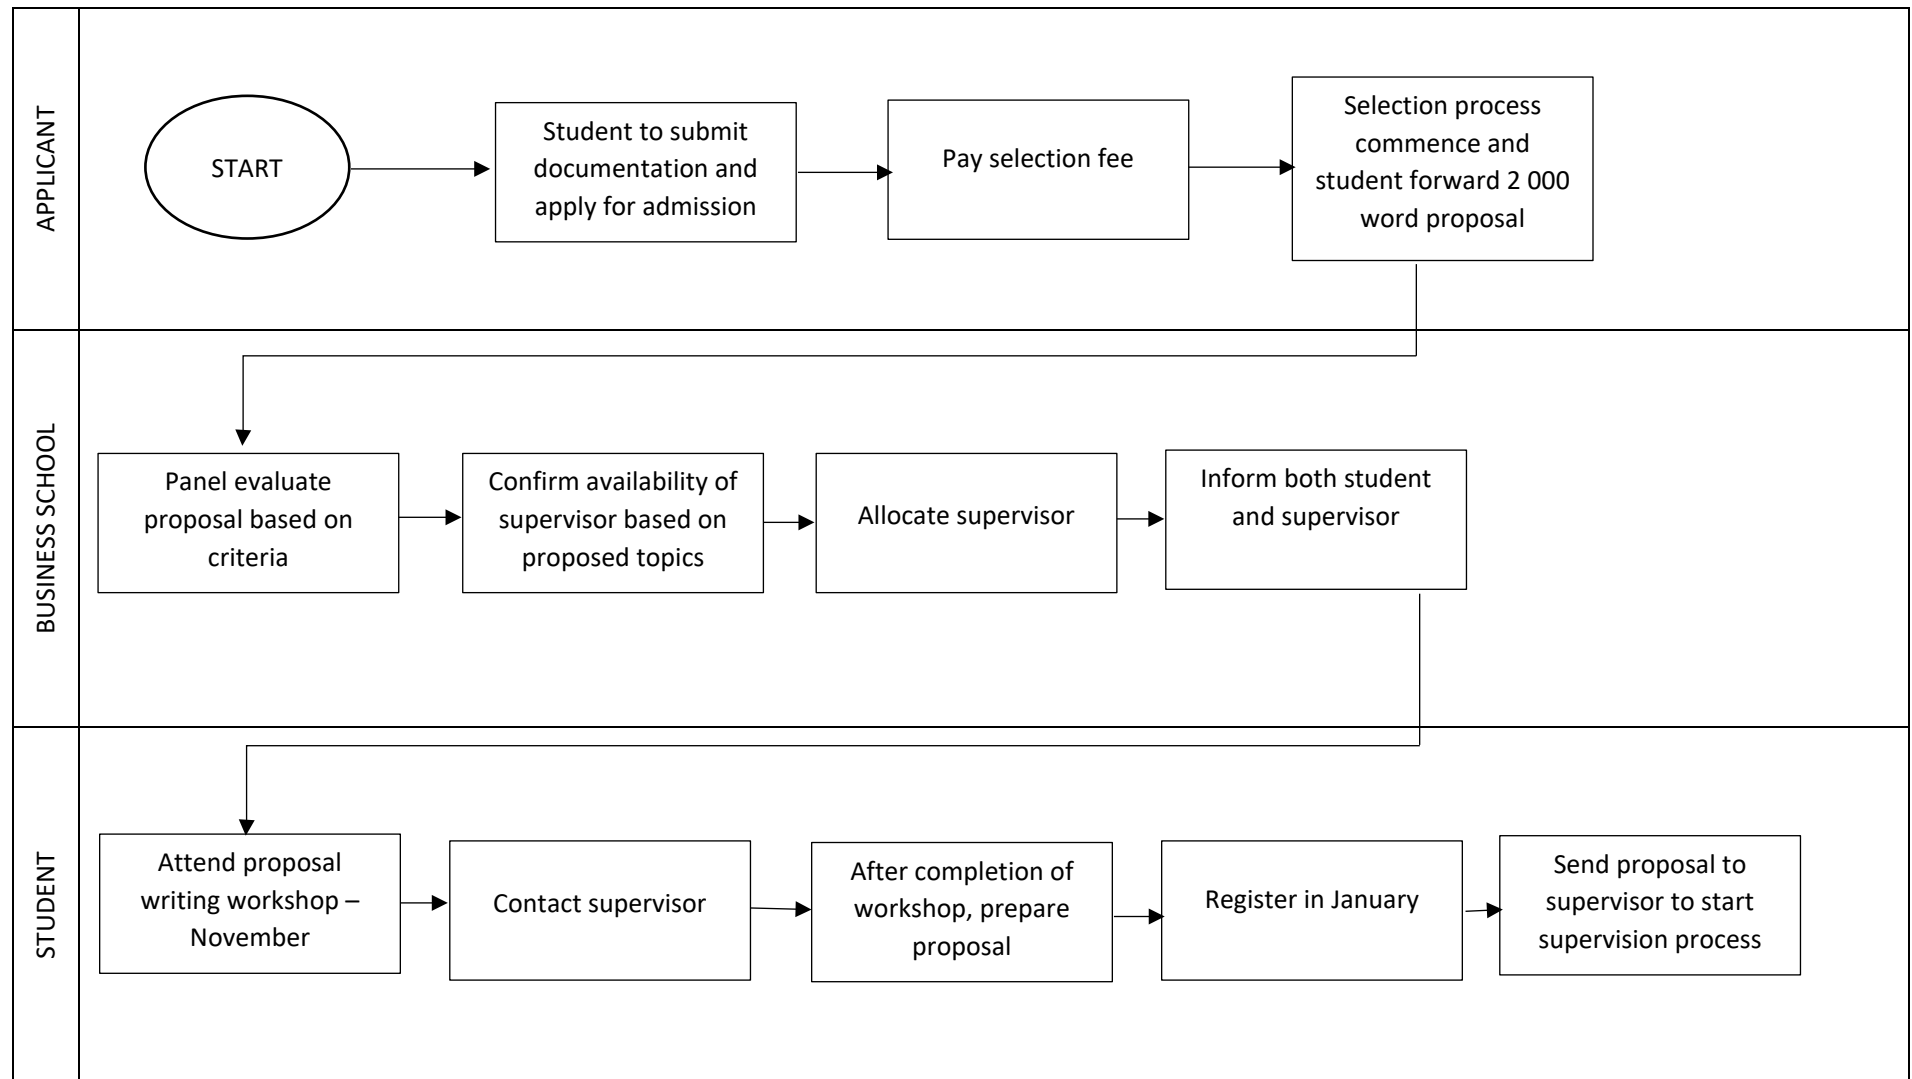 APPLICANT
START
Student to submit
documentation and
apply for admission
Pay selection fee
Selection process
commence and
student forward 2 000
word proposal
BUSINESS SCHOOL
Panel evaluate
proposal based on
criteria
Confirm availability of
supervisor based on
proposed topics
Allocate supervisor
Inform both student
and supervisor
STUDENT
Attend proposal
writing workshop –
November
Contact supervisor
After completion of
workshop, prepare
proposal
Register in January
Send proposal to
supervisor to start
supervision process